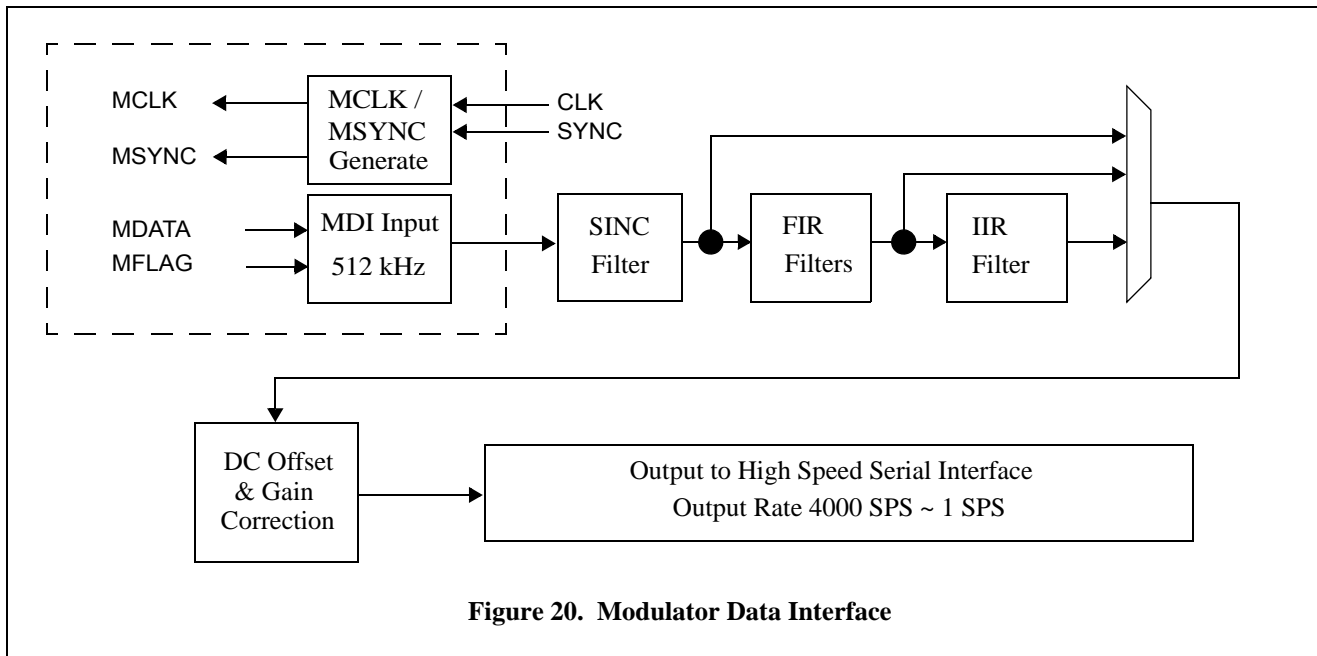 MCLK
MSYNC
MCLK /
MSYNC
Generate
CLK
SYNC
MDATA
MFLAG
MDI Input
512 kHz
SINC
Filter
FIR
Filters
IIR
Filter
DC Offset
& Gain
Correction
Output to High Speed Serial Interface
Output Rate 4000 SPS ~ 1 SPS
Figure 20. Modulator Data Interface